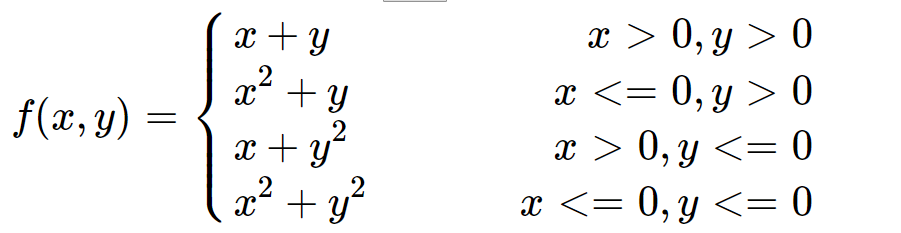 x + y x > 0, y > 0
x² + y x <= 0, y > 0
f(x, y) =
x + y² x > 0, y <= 0
x² + y² x <= 0, y <= 0